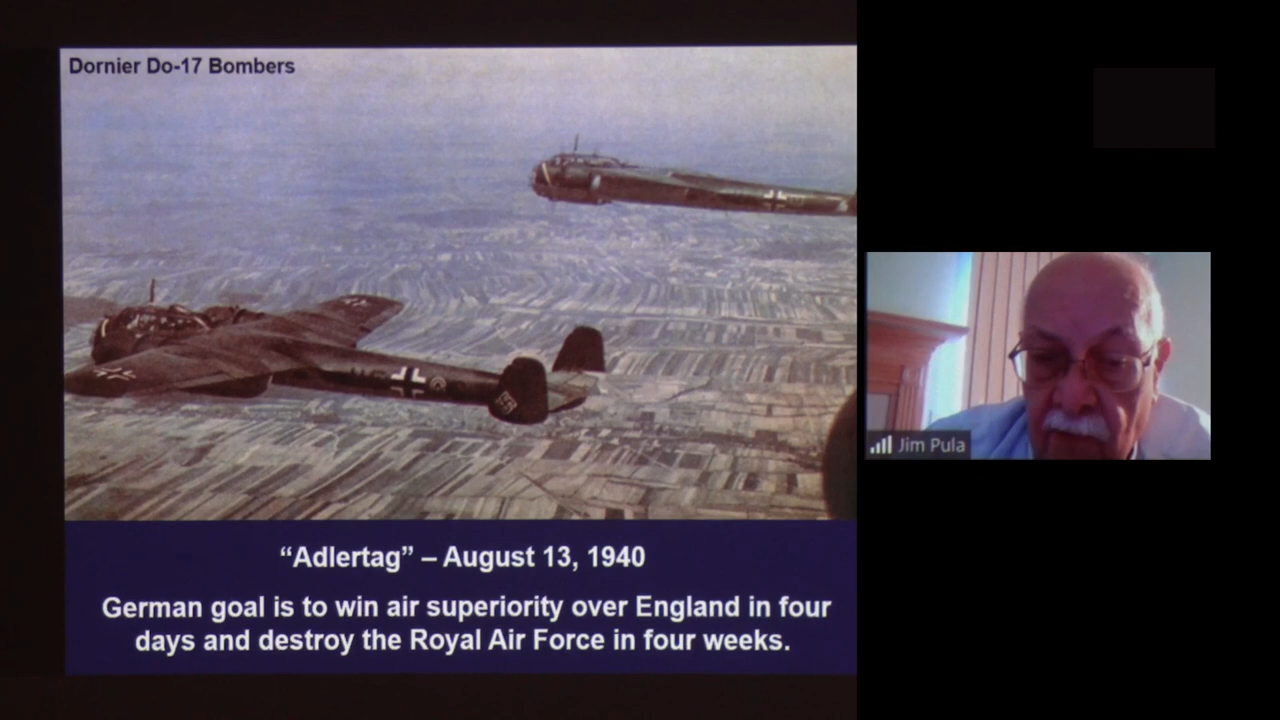 Dornier Do-17 Bombers
“Adlertag” – August 13, 1940
German goal is to win air superiority over England in four
days and destroy the Royal Air Force in four weeks.
Jim Pula